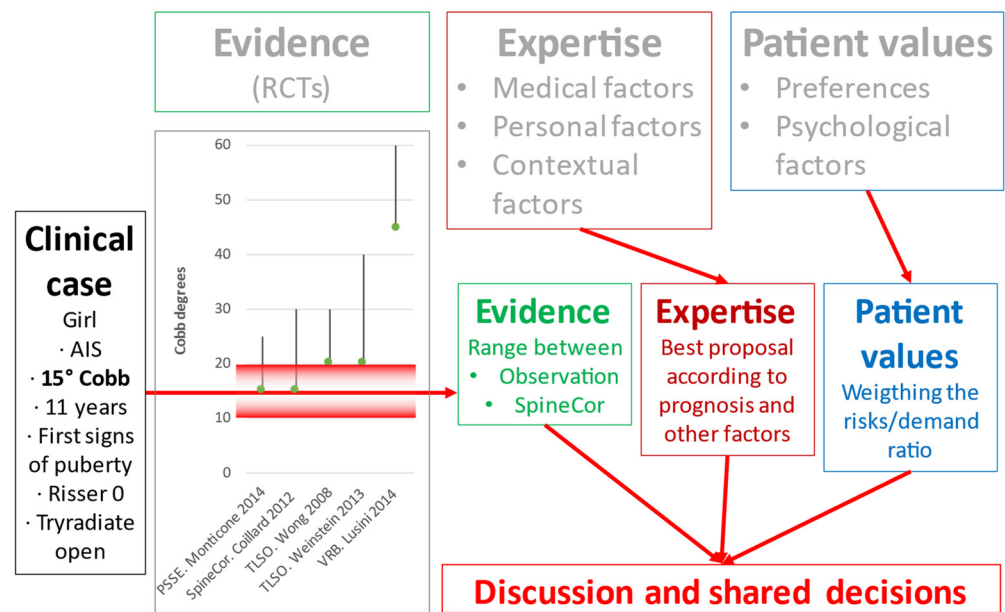 Evidence
(RCTs)
Expertise
• Medical factors
• Personal factors
• Contextual
factors
Patient values
• Preferences
• Psychological
factors
Clinical
case
Girl
· AIS
· 15° Cobb
· 11 years
· First signs
of puberty
· Risser 0
· Tryradiate
open
Cobb degrees
60
50
40
30
20
10
0
PSSE. Monticone 2014
SpineCor. Coillard 2012
TLSO. Wong 2008
TLSO. Weinstein 2013
VRB. Lusini 2014
Evidence
Range between
• Observation
• SpineCor
Expertise
Best proposal
according to
prognosis and
other factors
Patient
values
Weigthing the
risks/demand
ratio
Discussion and shared decisions